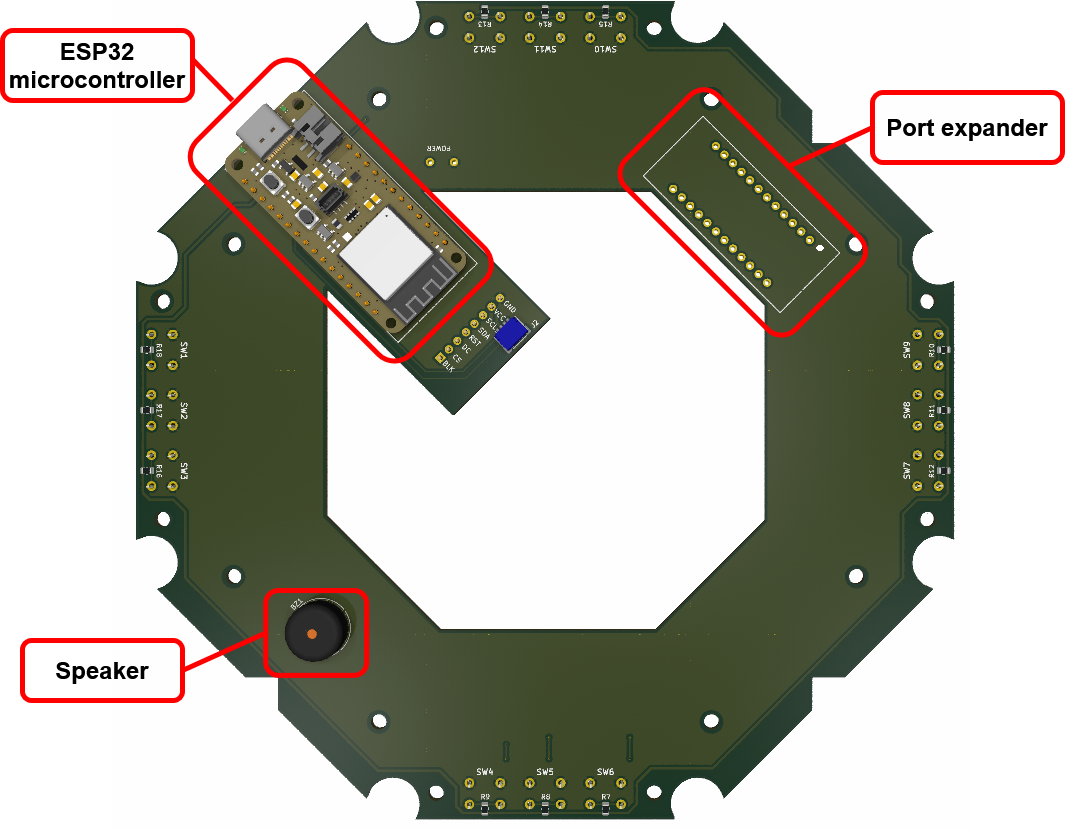 R13
R14
R15
SW12
SW11
SW10
ESP32
microcontroller
Port expander
POWER
GND
VCC
SCL
SDA
RST
DC
CE
BLK
J2
R18
SW1
R17
SW2
R16
SW3
SW9
R10
SW8
R11
SW7
R12
BZ1
Speaker
SW4
SW5
SW6
R9
R8
R7